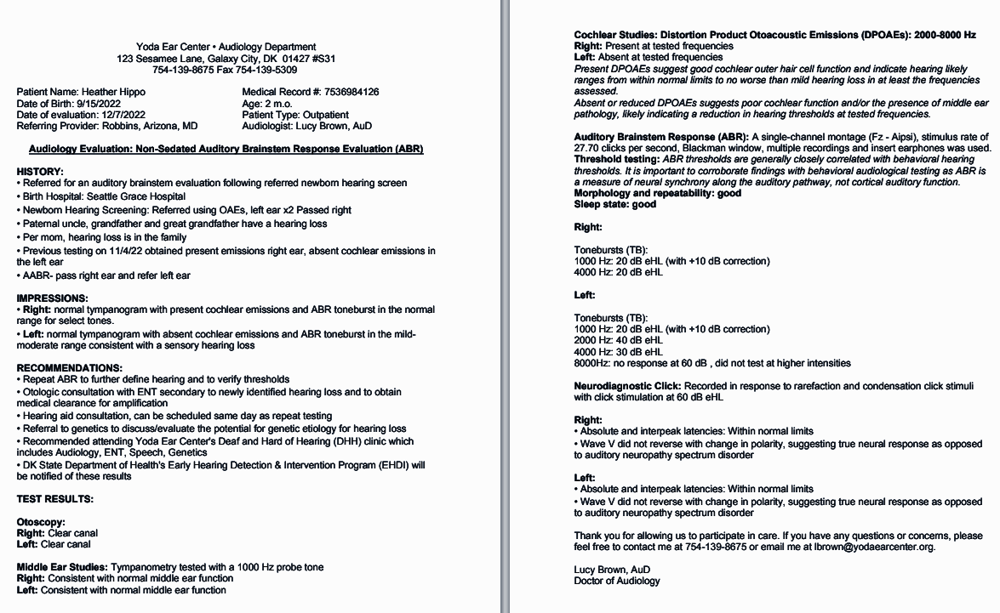 Yoda Ear Center • Audiology Department
123 Sesamee Lane, Galaxy City, DK  01427 #S31
754-139-8675 Fax 754-139-5309
Patient Name: Heather Hippo
Date of Birth: 9/15/2022
Date of evaluation: 12/7/2022
Referring Provider: Robbins, Arizona, MD
Medical Record #: 7536984126
Age: 2 m.o.
Patient Type: Outpatient
Audiologist: Lucy Brown, AuD
Audiology Evaluation: Non-Sedated Auditory Brainstem Response Evaluation (ABR)
HISTORY:
• Referred for an auditory brainstem evaluation following referred newborn hearing screen
• Birth Hospital: Seattle Grace Hospital
• Newborn Hearing Screening: Referred using OAEs, left ear x2 Passed right
• Paternal uncle, grandfather and great grandfather have a hearing loss
• Per mom, hearing loss is in the family
• Previous testing on 11/4/22 obtained present emissions right ear, absent cochlear emissions in
the left ear
• AABR- pass right ear and refer left ear
IMPRESSIONS:
• Right: normal tympanogram with present cochlear emissions and ABR toneburst in the normal
range for select tones.
• Left: normal tympanogram with absent cochlear emissions and ABR toneburst in the mild-
moderate range consistent with a sensory hearing loss
RECOMMENDATIONS:
• Repeat ABR to further define hearing and to verify thresholds
• Otologic consultation with ENT secondary to newly identified hearing loss and to obtain
medical clearance for amplification
• Hearing aid consultation, can be scheduled same day as repeat testing
• Referral to genetics to discuss/evaluate the potential for genetic etiology for hearing loss
• Recommended attending Yoda Ear Center's Deaf and Hard of Hearing (DHH) clinic which
includes Audiology, ENT, Speech, Genetics
• DK State Department of Health's Early Hearing Detection & Intervention Program (EHDI) will
be notified of these results
TEST RESULTS:
Otoscopy:
Right: Clear canal
Left: Clear canal
Middle Ear Studies: Tympanometry tested with a 1000 Hz probe tone
Right: Consistent with normal middle ear function
Left: Consistent with normal middle ear function
Cochlear Studies: Distortion Product Otoacoustic Emissions (DPOAEs): 2000-8000 Hz
Right: Present at tested frequencies
Left: Absent at tested frequencies
Present DPOAEs suggest good cochlear outer hair cell function and indicate hearing likely
ranges from within normal limits to no worse than mild hearing loss in at least the frequencies
assessed.
Absent or reduced DPOAEs suggests poor cochlear function and/or the presence of middle ear
pathology, likely indicating a reduction in hearing thresholds at tested frequencies.
Auditory Brainstem Response (ABR): A single-channel montage (Fz - Aipsi), stimulus rate of
27.70 clicks per second, Blackman window, multiple recordings and insert earphones was used.
Threshold testing: ABR thresholds are generally closely correlated with behavioral hearing
thresholds. It is important to corroborate findings with behavioral audiological testing as ABR is
a measure of neural synchrony along the auditory pathway, not cortical auditory function.
Morphology and repeatability: good
Sleep state: good
Right:
Tonebursts (TB):
1000 Hz: 20 dB eHL (with +10 dB correction)
4000 Hz: 20 dB eHL
Left:
Tonebursts (TB):
1000 Hz: 20 dB eHL (with +10 dB correction)
2000 Hz: 40 dB eHL
4000 Hz: 30 dB eHL
8000Hz: no response at 60 dB , did not test at higher intensities
Neurodiagnostic Click: Recorded in response to rarefaction and condensation click stimuli
with click stimulation at 60 dB eHL
Right:
• Absolute and interpeak latencies: Within normal limits
• Wave V did not reverse with change in polarity, suggesting true neural response as opposed
to auditory neuropathy spectrum disorder
Left:
• Absolute and interpeak latencies: Within normal limits
• Wave V did not reverse with change in polarity, suggesting true neural response as opposed
to auditory neuropathy spectrum disorder
Thank you for allowing us to participate in care. If you have any questions or concerns, please
feel free to contact me at 754-139-8675 or email me at lbrown@yodaearcenter.org.
Lucy Brown, AuD
Doctor of Audiology